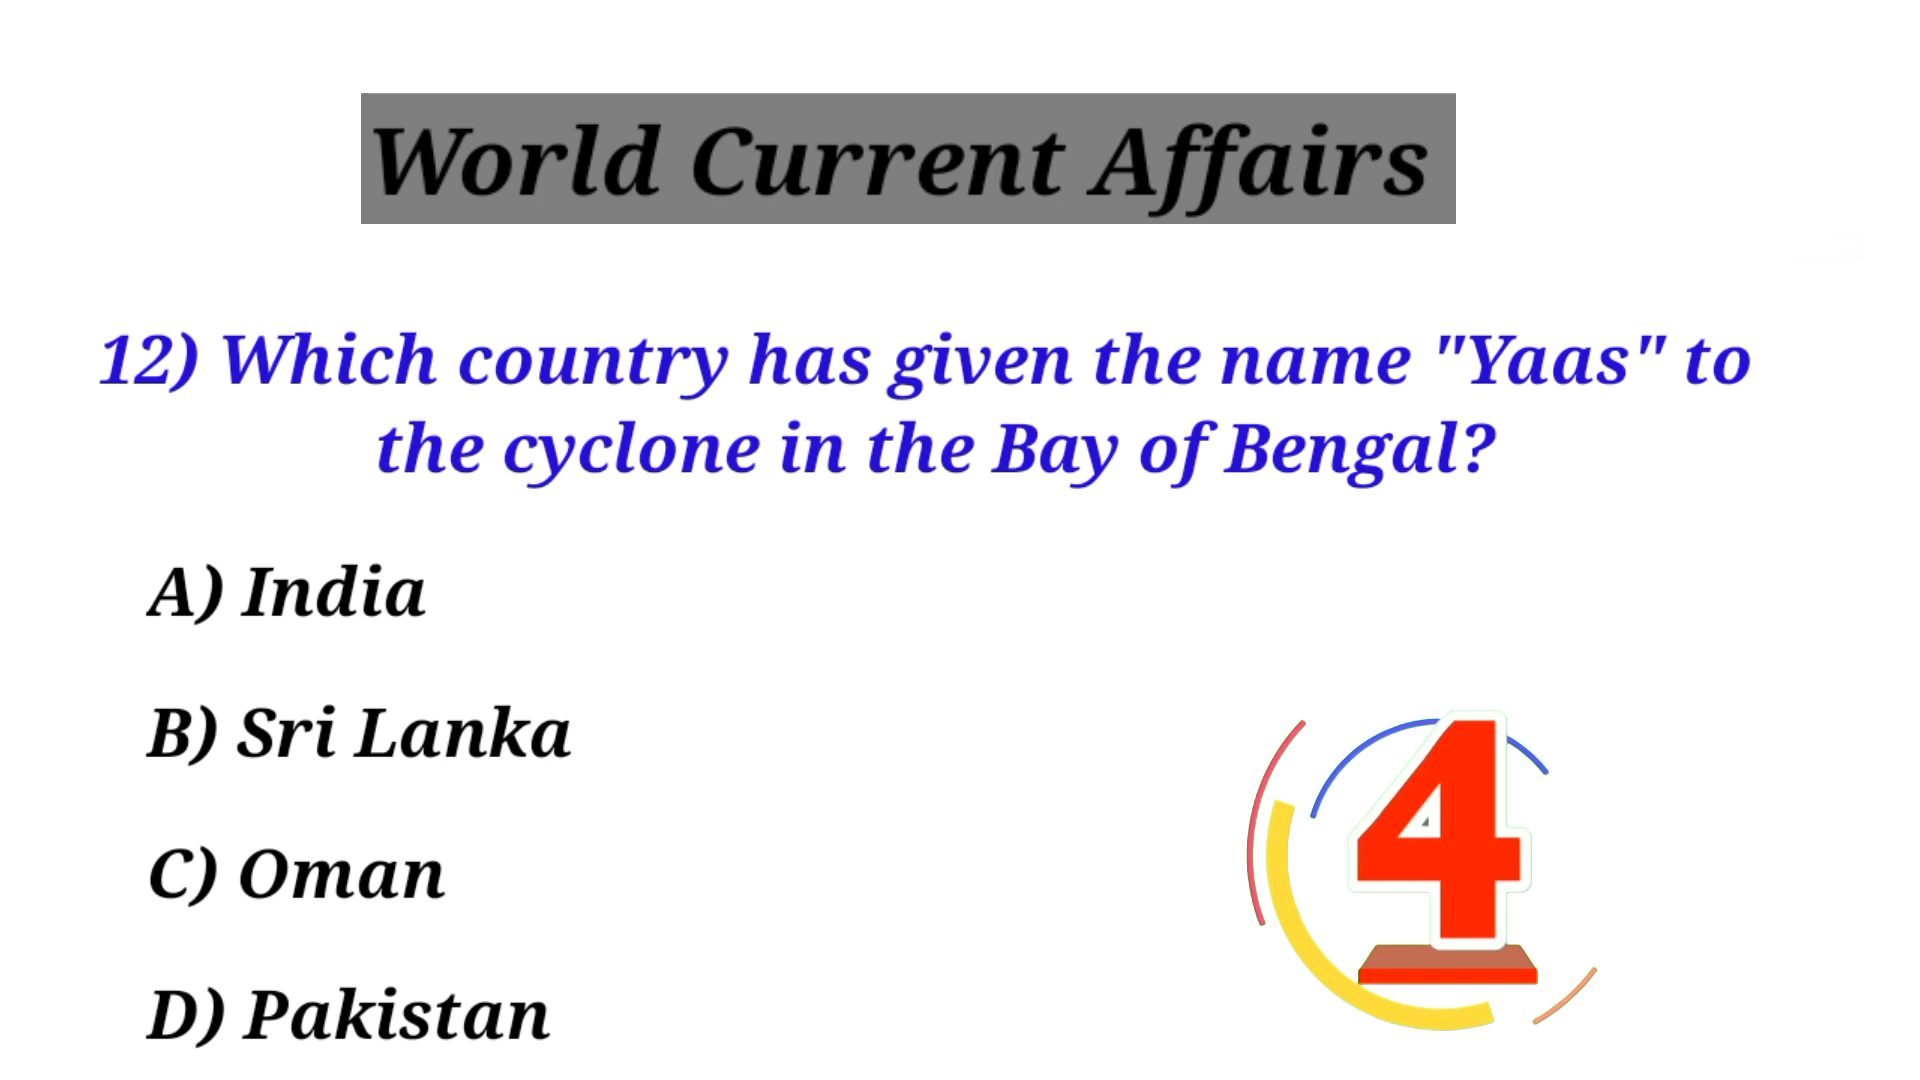 World Current Affairs
12) Which country has given the name "Yaas" to
the cyclone in the Bay of Bengal?
A) India
B) Sri Lanka
C) Oman
D) Pakistan
4